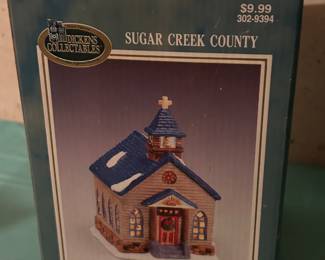 $9.99
302-9394
DICKENS
COLLECTABLES
SUGAR CREEK COUNTY